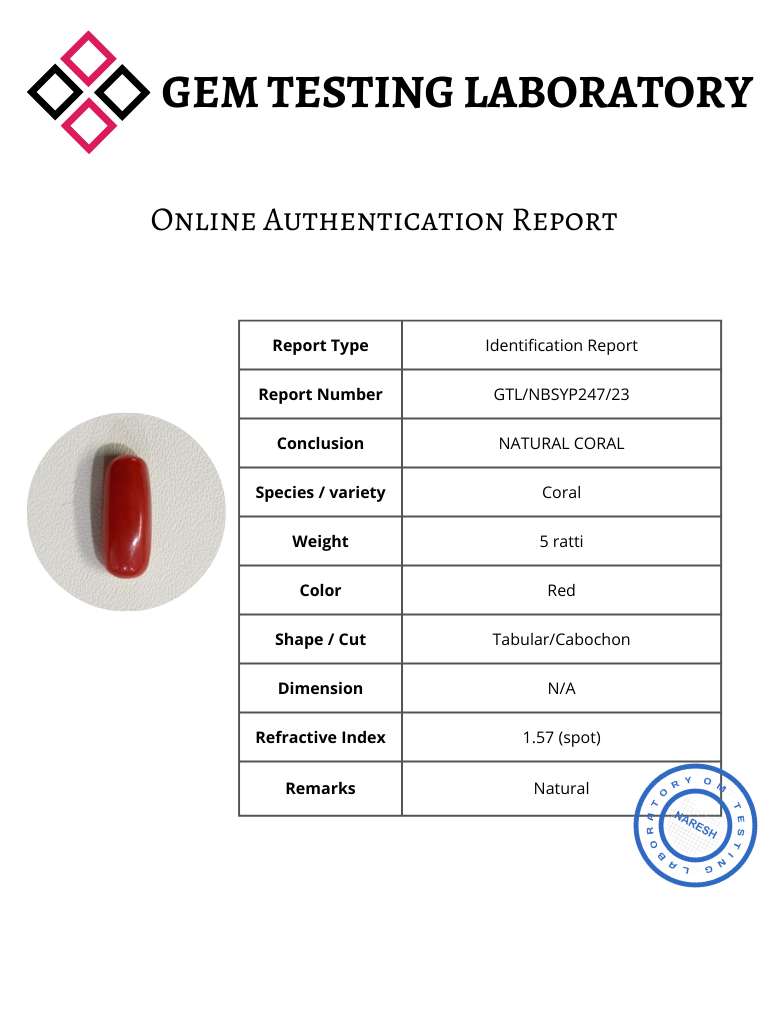 GEM TESTING LABORATORY
Online Authentication Report
Report Type Identification Report
Report Number GTL/NBSYP247/23
Conclusion NATURAL CORAL
Species / variety Coral
Weight 5 ratti
Color Red
Shape / Cut Tabular/Cabochon
Dimension N/A
Refractive Index 1.57 (spot)
Remarks Natural
OM TESTING LABORATORY
NARESH